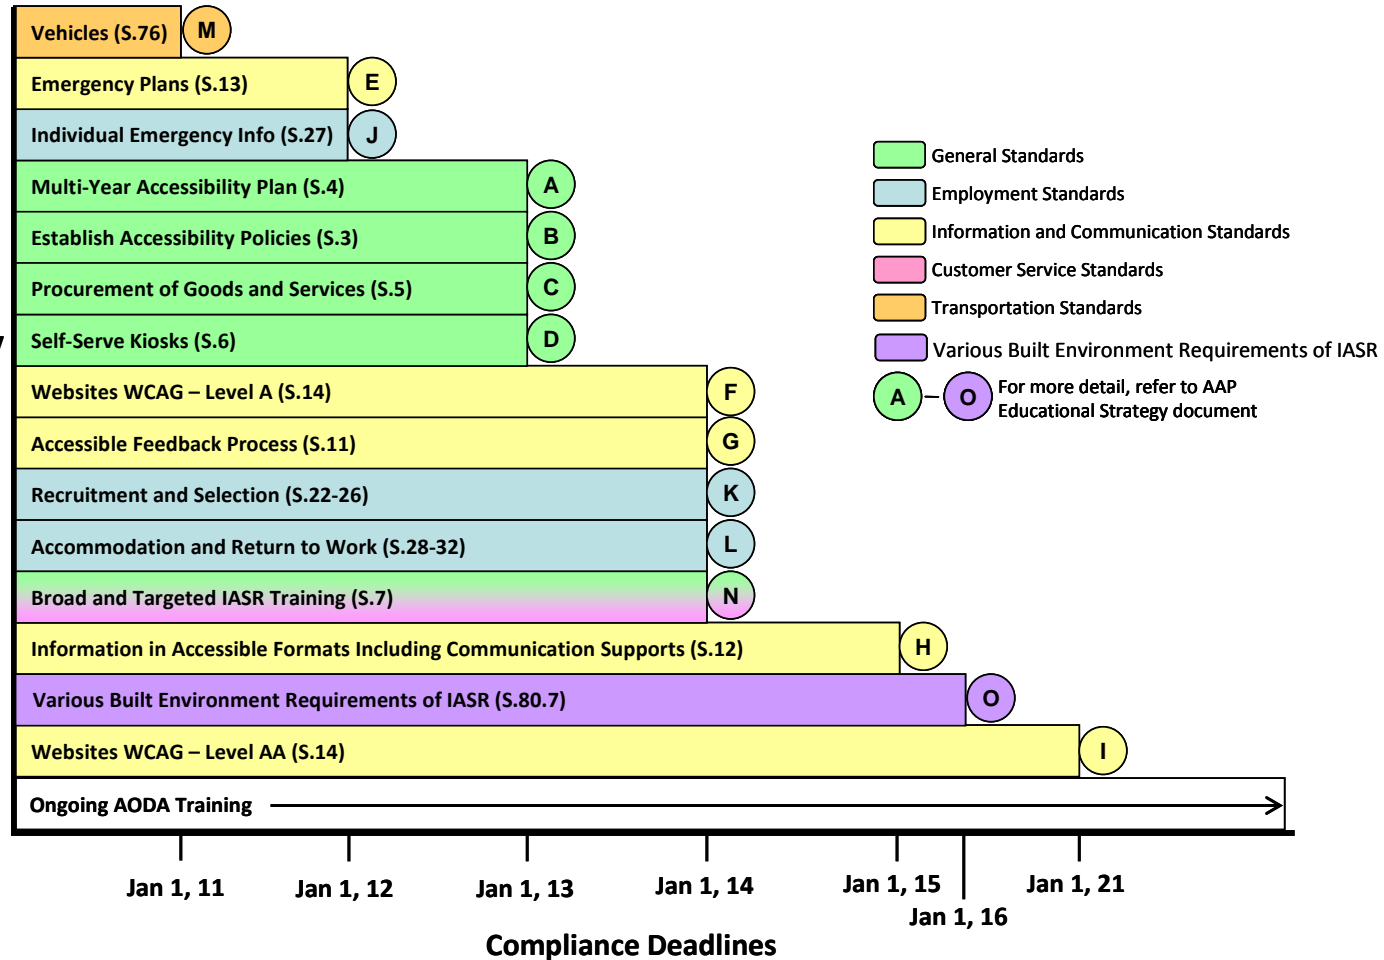 Vehicles (S.76)
M
Emergency Plans (S.13)
E
Individual Emergency Info (S.27)
J
Multi-Year Accessibility Plan (S.4)
A
Establish Accessibility Policies (S.3)
B
Procurement of Goods and Services (S.5)
C
Self-Serve Kiosks (S.6)
D
Websites WCAG – Level A (S.14)
F
Accessible Feedback Process (S.11)
G
Recruitment and Selection (S.22-26)
K
Accommodation and Return to Work (S.28-32)
L
Broad and Targeted IASR Training (S.7)
N
Information in Accessible Formats Including Communication Supports (S.12)
H
Various Built Environment Requirements of IASR (S.80.7)
O
Websites WCAG – Level AA (S.14)
I
Ongoing AODA Training
General Standards
Employment Standards
Information and Communication Standards
Customer Service Standards
Transportation Standards
Various Built Environment Requirements of IASR
A – O
For more detail, refer to AAP
Educational Strategy document
Jan 1, 11
Jan 1, 12
Jan 1, 13
Jan 1, 14
Jan 1, 15
Jan 1, 16
Jan 1, 21
Compliance Deadlines